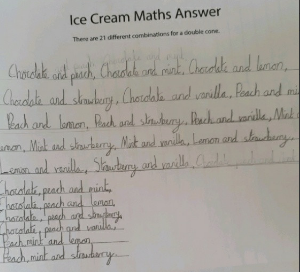 Ice Cream Maths Answer
There are 21 different combinations for a double cone.
Chocolate and peach, Chocolate and mint, Chocolate and lemon,
Chocolate and strawberry, Chocolate and vanilla, Peach and mi
Peach and lemon, Peach and strawberry, Peach and vanilla, Mint
lemon, Mint and strawberry, Mint and vanilla, Lemon and strawberry,
Lemon and vanilla, Strawberry and vanilla
Chocolate, peach and mint,
Chocolate, peach and lemon,
Chocolate, peach and strawberry,
Chocolate, peach and vanilla,
Peach, mint and lemon,
Peach, mint and strawberry